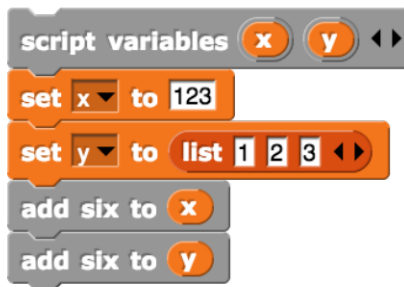 script variables x y
set x to 123
set y to list 1 2 3
add six to x
add six to y